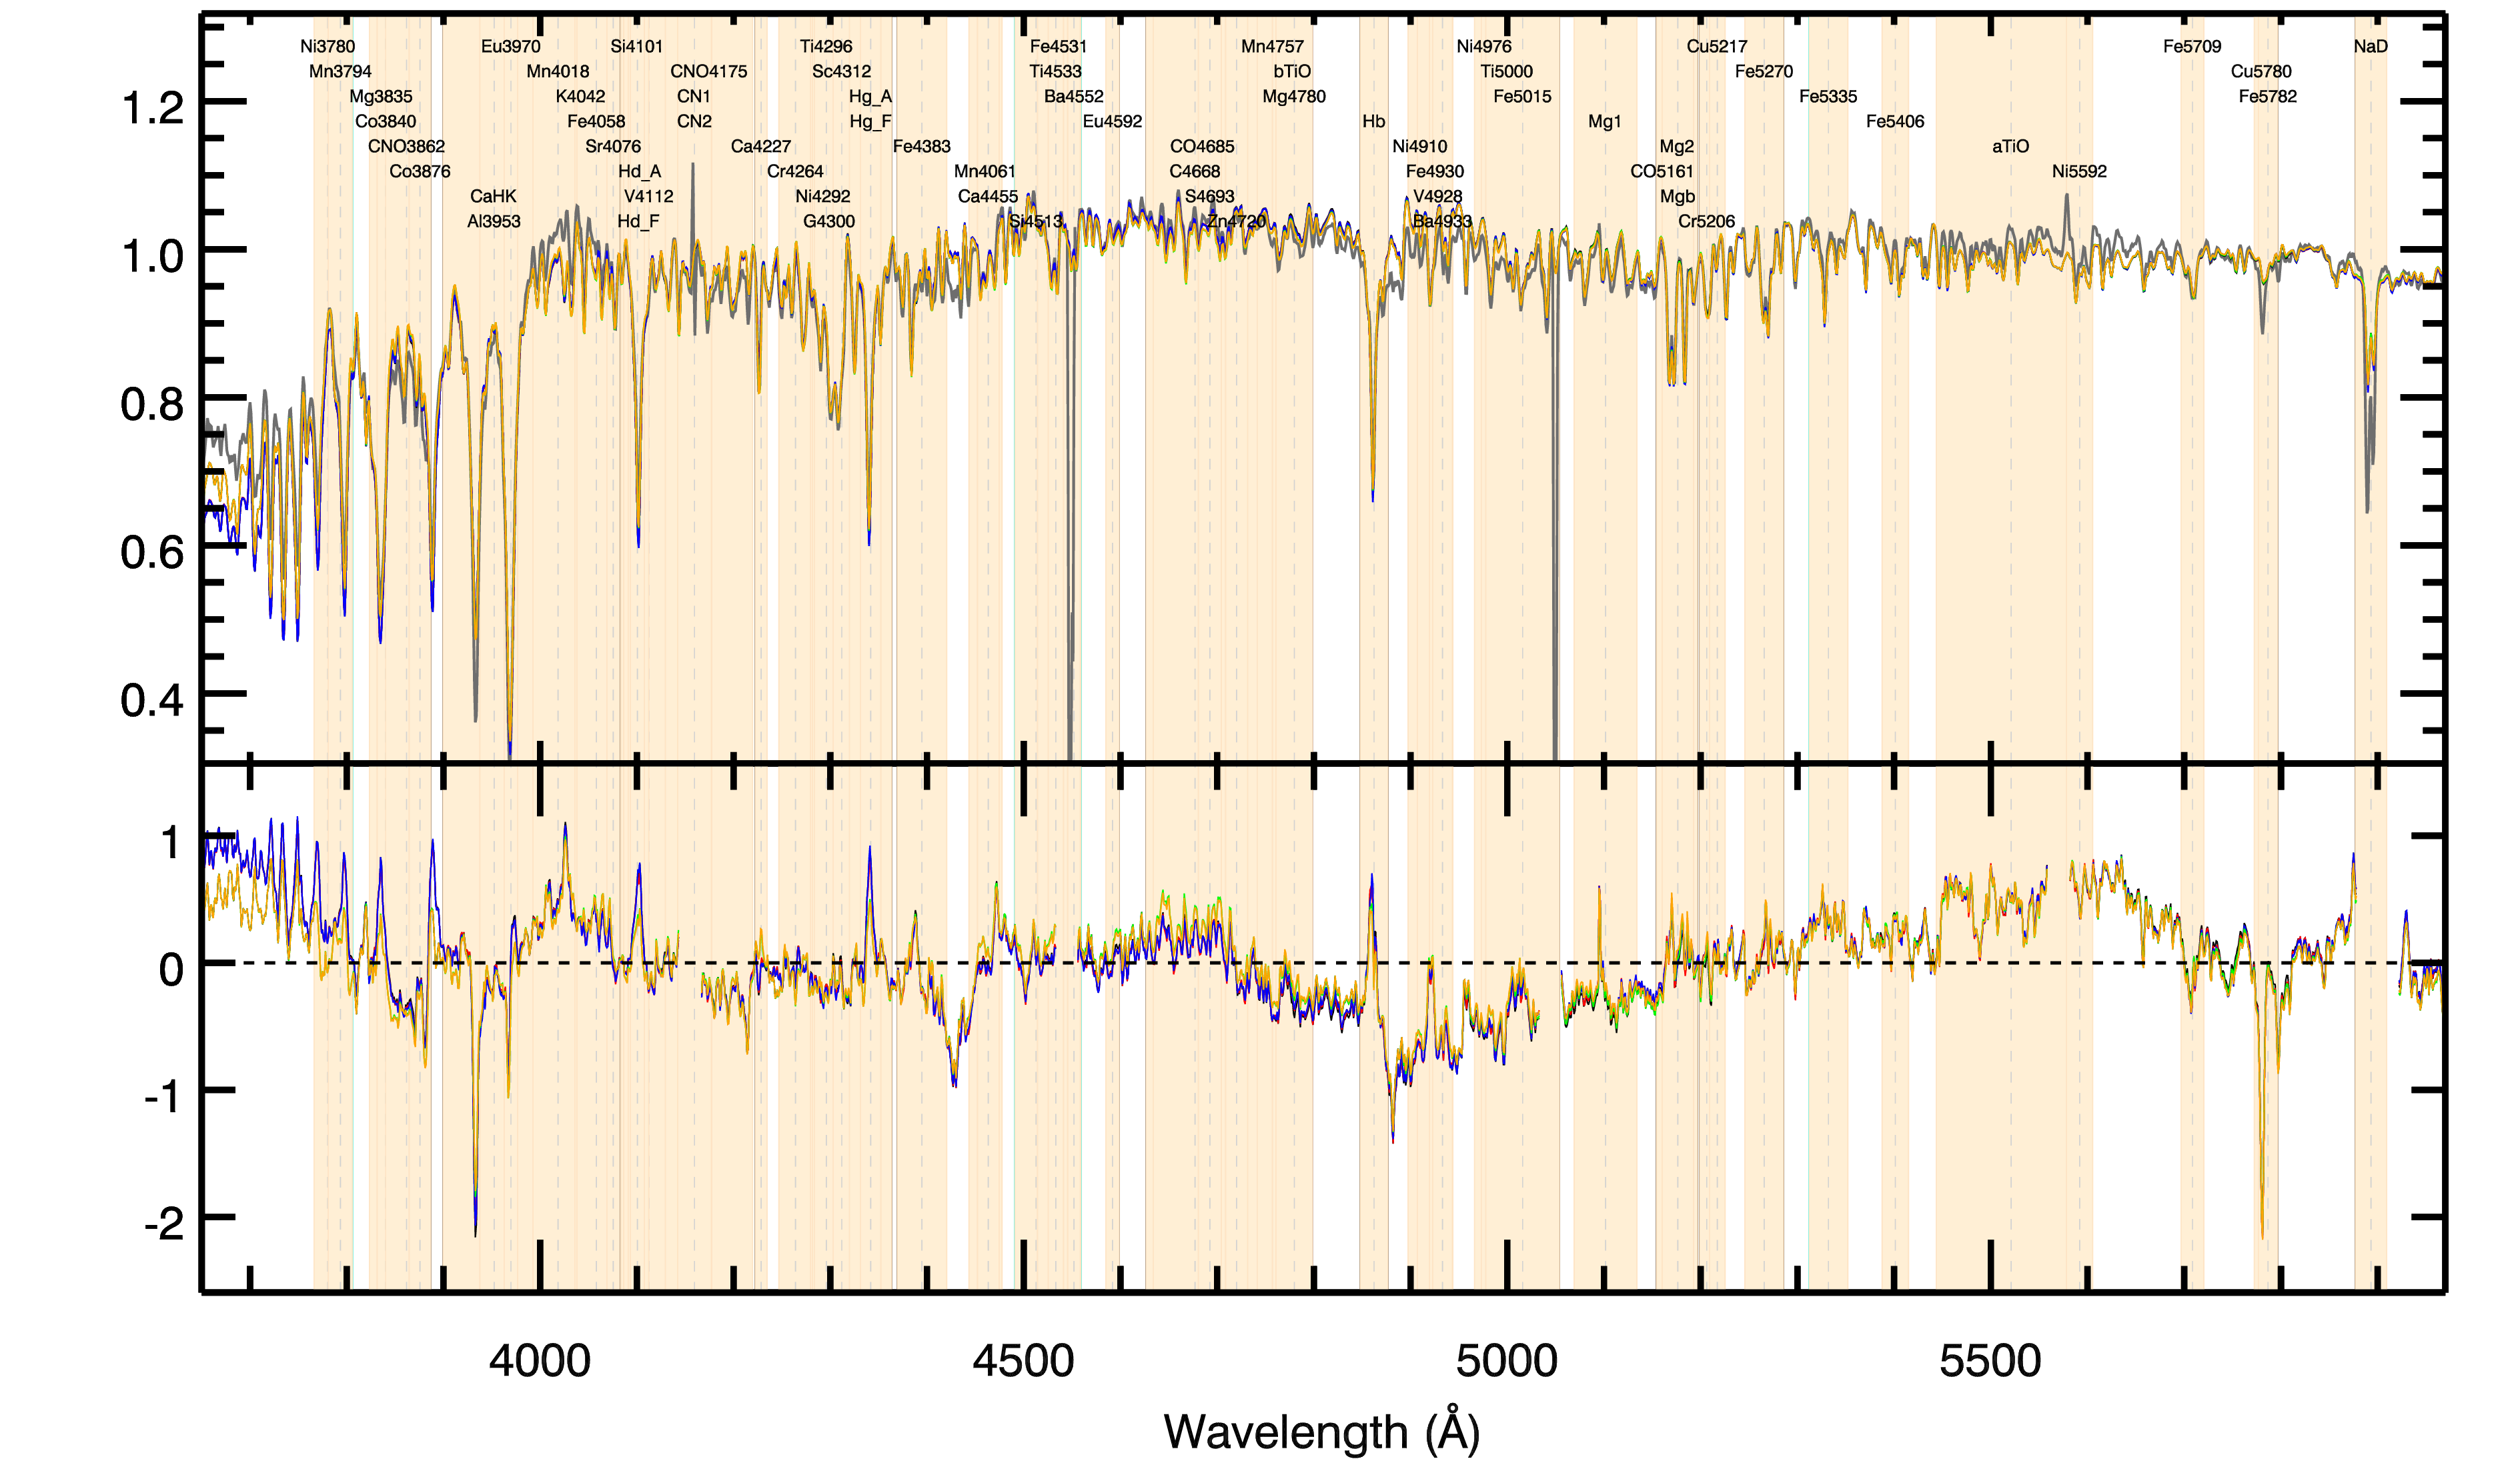 Ni3780 Eu3970 Si4101 Ti4296 Fe4531 Mn4757 Ni4976 Cu5217 Fe5709 NaD
Mn3794 Mn4018 CNO4175 Sc4312 Ti4533 bTiO Ti5000 Fe5270 Cu5780
1.2 Mg3835 K4042 CN1 Hg_A Ba4552 Mg4780 Fe5015 Fe5335 Fe5782
Co3840 Fe4058 CN2 Hg_F Eu4592 Hb Mg1 Fe5406
CNO3862 Sr4076 Ca4227 Fe4383 CO4685 Ni4910 Mg2 aTiO
Co3876 Hd_A Cr4264 Mn4061 C4668 Fe4930 CO5161 Ni5592
CaHK V4112 Ni4292 Ca4455 S4693 V4928 Mgb
Al3953 Hd_F G4300 Si4513 Zn4720 Ba4933 Cr5206
1.0
0.8
0.6
0.4
1
0
-1
-2
4000 4500 5000 5500
Wavelength (Å)